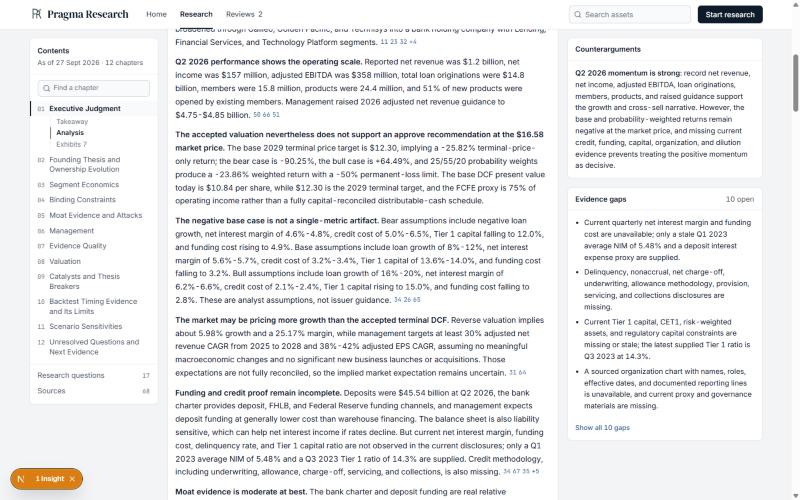 Pragma Research
Home
Research
Reviews 2
Search assets
Start research
Contents
As of 27 Sep 2026 · 12 chapters
Find a chapter
01 Executive Judgment
Takeaway
Analysis
Exhibits 7
02 Founding Thesis and
Ownership Evolution
03 Segment Economics
04 Binding Constraints
05 Moat Evidence and Attacks
06 Management
07 Evidence Quality
08 Valuation
09 Catalysts and Thesis
Breakers
10 Backtest Timing Evidence
and Its Limits
11 Scenario Sensitivities
12 Unresolved Questions and
Next Evidence
Research questions 17
Sources 68
1 Insight
broadened through Galileo, Golden Pacific, and Technisys into a bank holding company with Lending,
Financial Services, and Technology Platform segments. 11 23 32 +4
Q2 2026 performance shows the operating scale. Reported net revenue was $1.2 billion, net
income was $157 million, adjusted EBITDA was $358 million, total loan originations were $14.8
billion, members were 15.8 million, products were 24.4 million, and 51% of new products were
opened by existing members. Management raised 2026 adjusted net revenue guidance to
$4.75-$4.85 billion. 50 66 51
The accepted valuation nevertheless does not support an approve recommendation at the $16.58
market price. The base 2029 terminal price target is $12.30, implying a -25.82% terminal-price-
only return; the bear case is -90.25%, the bull case is +64.49%, and 25/55/20 probability weights
produce a -23.86% weighted return with a -50% permanent-loss limit. The base DCF present value
today is $10.84 per share, while $12.30 is the 2029 terminal target, and the FCFE proxy is 75% of
operating income rather than a fully capital-reconciled distributable-cash schedule.
The negative base case is not a single-metric artifact. Bear assumptions include negative loan
growth, net interest margin of 4.6%-4.8%, credit cost of 5.0%-6.5%, Tier 1 capital falling to 12.0%,
and funding cost rising to 4.9%. Base assumptions include loan growth of 8%-12%, net interest
margin of 5.6%-5.7%, credit cost of 3.2%-3.4%, Tier 1 capital of 13.6%-14.0%, and funding cost
falling to 3.2%. Bull assumptions include loan growth of 16%-20%, net interest margin of
6.2%-6.6%, credit cost of 2.1%-2.4%, Tier 1 capital rising to 15.0%, and funding cost falling to
2.8%. These are analyst assumptions, not issuer guidance. 34 26 65
The market may be pricing more growth than the accepted terminal DCF. Reverse valuation implies
about 5.98% growth and a 25.17% margin, while management targets at least 30% adjusted net
revenue CAGR from 2025 to 2028 and 38%-42% adjusted EPS CAGR, assuming no meaningful
macroeconomic changes and no significant new business launches or acquisitions. Those
expectations are not fully reconciled, so the implied market expectation remains uncertain. 31 64
Funding and credit proof remain incomplete. Deposits were $45.54 billion at Q2 2026, the bank
charter provides deposit, FHLB, and Federal Reserve funding channels, and management expects
deposit funding at generally lower cost than warehouse financing. The balance sheet is also liability
sensitive, which can help net interest income if rates decline. But current net interest margin, funding
cost, delinquency rate, and Tier 1 capital ratio are not observed in the current disclosures; only a Q1
2023 average NIM of 5.48% and a Q3 2023 Tier 1 ratio of 14.3% are supplied. Credit methodology,
including underwriting, allowance, charge-off, servicing, and collections, is also missing. 34 67 35 +5
Moat evidence is moderate at best. The bank charter and deposit funding are real relative
Counterarguments
Q2 2026 momentum is strong: record net revenue,
net income, adjusted EBITDA, loan originations,
members, products, and raised guidance support
the growth and cross-sell narrative. However, the
base and probability-weighted returns remain
negative at the market price, and missing current
credit, funding, capital, organization, and dilution
evidence prevents treating the positive momentum
as decisive.
Evidence gaps 10 open
• Current quarterly net interest margin and funding
cost are unavailable; only a stale Q1 2023
average NIM of 5.48% and a deposit interest
expense proxy are supplied.
• Delinquency, nonaccrual, net charge-off,
underwriting, allowance methodology, provision,
servicing, and collections disclosures are
missing.
• Current Tier 1 capital, CET1, risk-weighted
assets, and regulatory capital constraints are
missing or stale; the latest supplied Tier 1 ratio is
Q3 2023 at 14.3%.
• A sourced organization chart with names, roles,
effective dates, and documented reporting lines
is unavailable, and current proxy and governance
materials are missing.
Show all 10 gaps